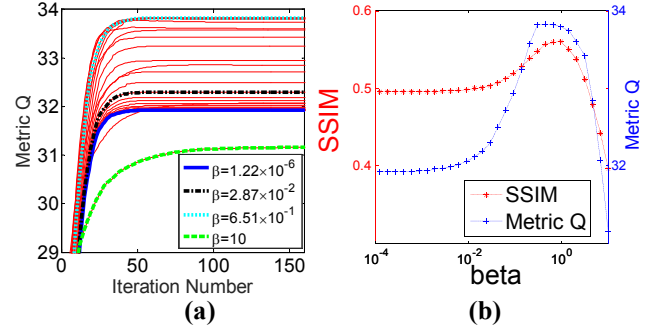 34
33
32
31
30
29
Metric Q
0
50
100
150
Iteration Number
β=1.22×10⁻⁶
β=2.87×10⁻²
β=6.51×10⁻¹
β=10
(a)
0.6
0.5
0.4
SSIM
34
32
Metric Q
10⁻⁴
10⁻²
10⁰
beta
SSIM
Metric Q
(b)